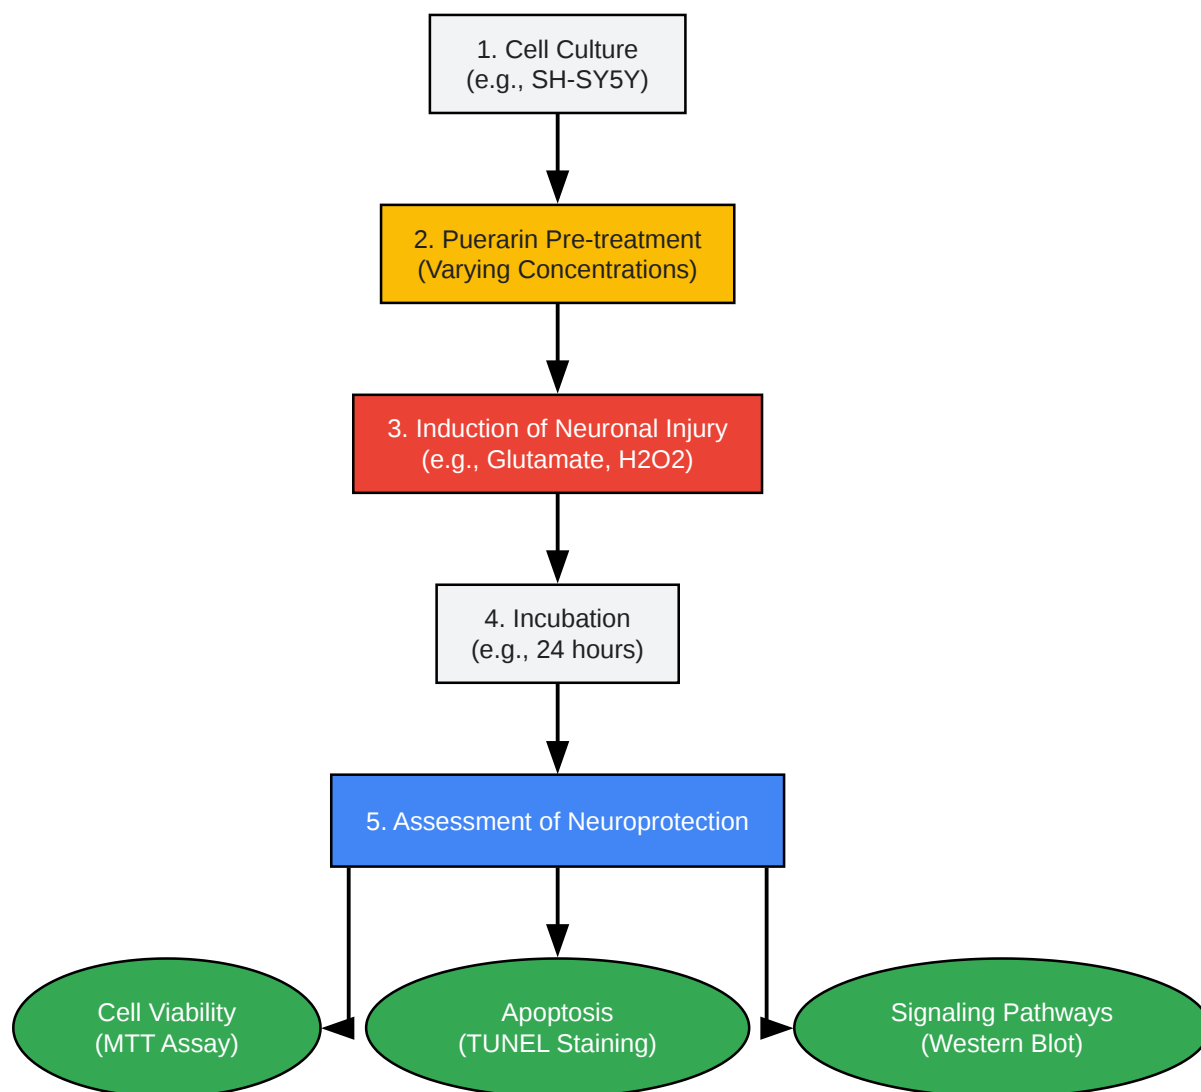 1. Cell Culture
(e.g., SH-SY5Y)
2. Puerarin Pre-treatment
(Varying Concentrations)
3. Induction of Neuronal Injury
(e.g., Glutamate, H2O2)
4. Incubation
(e.g., 24 hours)
5. Assessment of Neuroprotection
Cell Viability
(MTT Assay)
Apoptosis
(TUNEL Staining)
Signaling Pathways
(Western Blot)